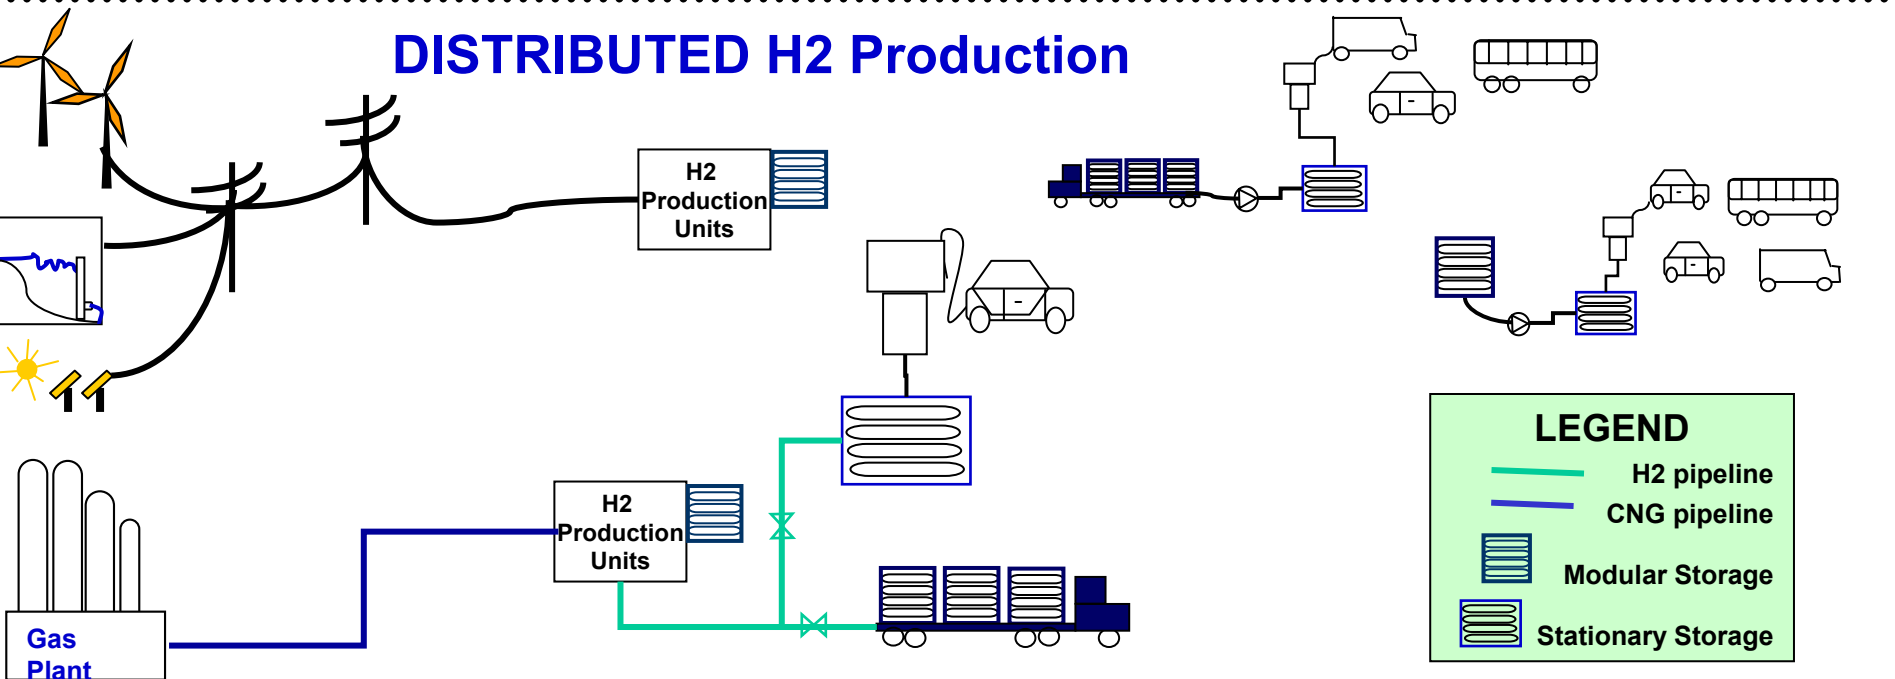 DISTRIBUTED H2 Production
H2
Production
Units
H2
Production
Units
Gas
Plant
LEGEND
H2 pipeline
CNG pipeline
Modular Storage
Stationary Storage